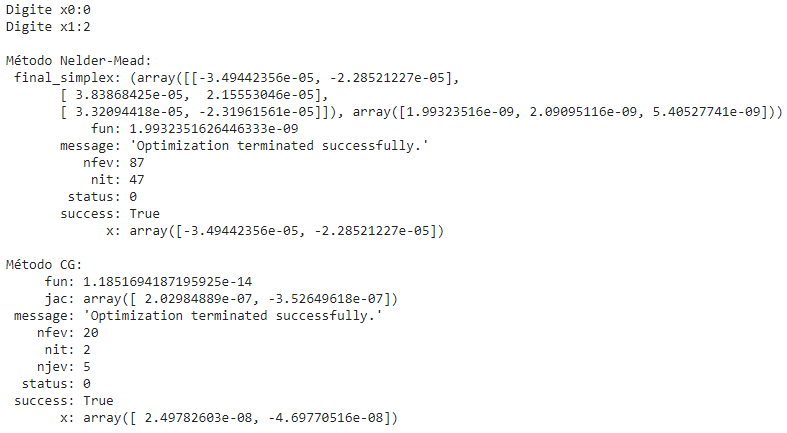 Digite x0:0
Digite x1:2

Método Nelder-Mead:
 final_simplex: (array([[-3.49442356e-05, -2.28521227e-05],
       [ 3.83868425e-05,  2.15553046e-05],
       [ 3.32094418e-05, -2.31961561e-05]]), array([1.99323516e-09, 2.09095116e-09, 5.40527741e-09]))
           fun: 1.9932351626446333e-09
       message: 'Optimization terminated successfully.'
          nfev: 87
           nit: 47
        status: 0
       success: True
             x: array([-3.49442356e-05, -2.28521227e-05])

Método CG:
     fun: 1.1851694187195925e-14
     jac: array([ 2.02984889e-07, -3.52649618e-07])
 message: 'Optimization terminated successfully.'
    nfev: 20
     nit: 2
    njev: 5
  status: 0
 success: True
       x: array([ 2.49782603e-08, -4.69770516e-08])